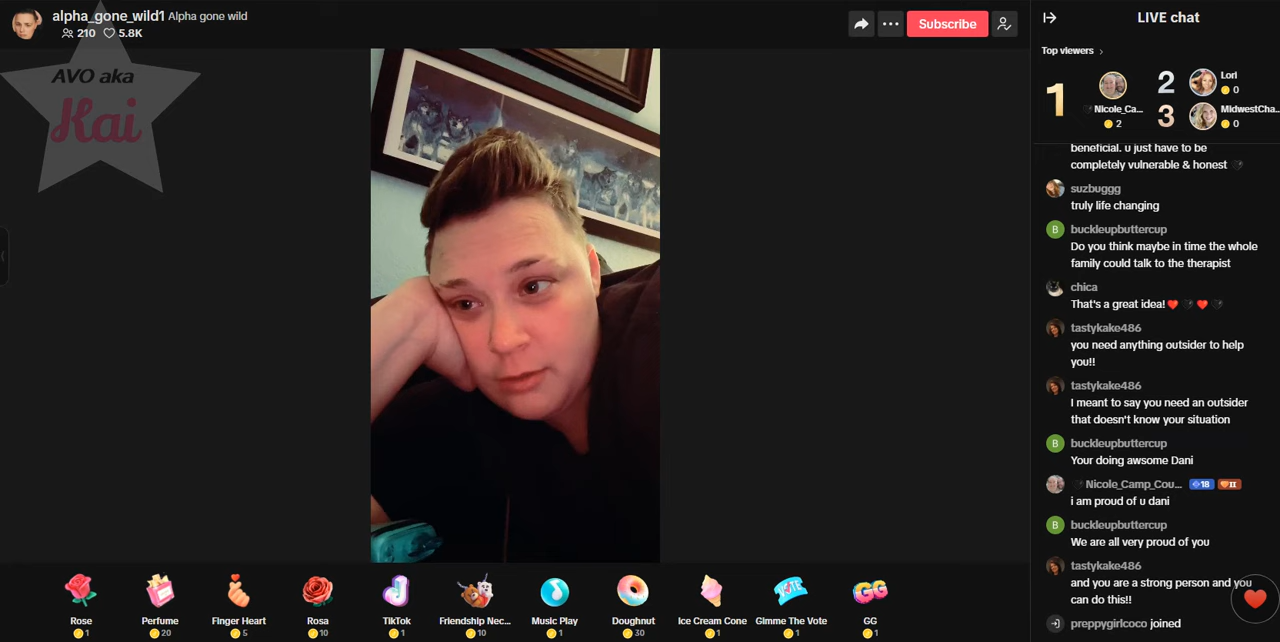 alpha_gone_wild1 Alpha gone wild
210 5.8K
AVO aka
Kai
Subscribe
LIVE chat
Top viewers
1
Nicole_Ca...
2
2
Lori
0
3
MidwestCha...
0
beneficial. u just have to be
completely vulnerable & honest
suzbuggg
truly life changing
B
buckleupbuttercup
Do you think maybe in time the whole
family could talk to the therapist
chica
That's a great idea!
tastykake486
you need anything outsider to help
you!!
tastykake486
I meant to say you need an outsider
that doesn't know your situation
B
buckleupbuttercup
Your doing awsome Dani
Nicole_Camp_Cou... 18 II
i am proud of u dani
B
buckleupbuttercup
We are all very proud of you
tastykake486
and you are a strong person and you
can do this!!
preppygirlcoco joined
Rose
1
Perfume
20
Finger Heart
5
Rosa
10
TikTok
1
Friendship Nec...
10
Music Play
1
Doughnut
30
Ice Cream Cone
1
VOTE
Gimme The Vote
1
GG
GG
1